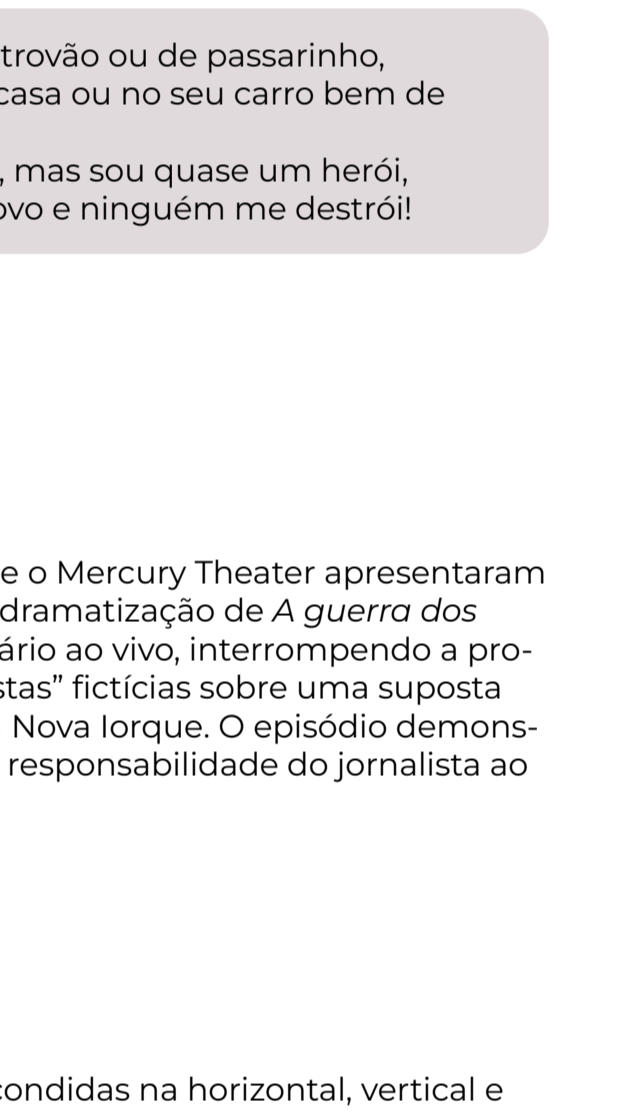 trovão ou de passarinho,
casa ou no seu carro bem de
, mas sou quase um herói,
ovo e ninguém me destrói!
e o Mercury Theater apresentaram
dramatização de A guerra dos
ário ao vivo, interrompendo a pro-
stas” fictícias sobre uma suposta
Nova Iorque. O episódio demons-
responsabilidade do jornalista ao
condidas na horizontal, vertical e